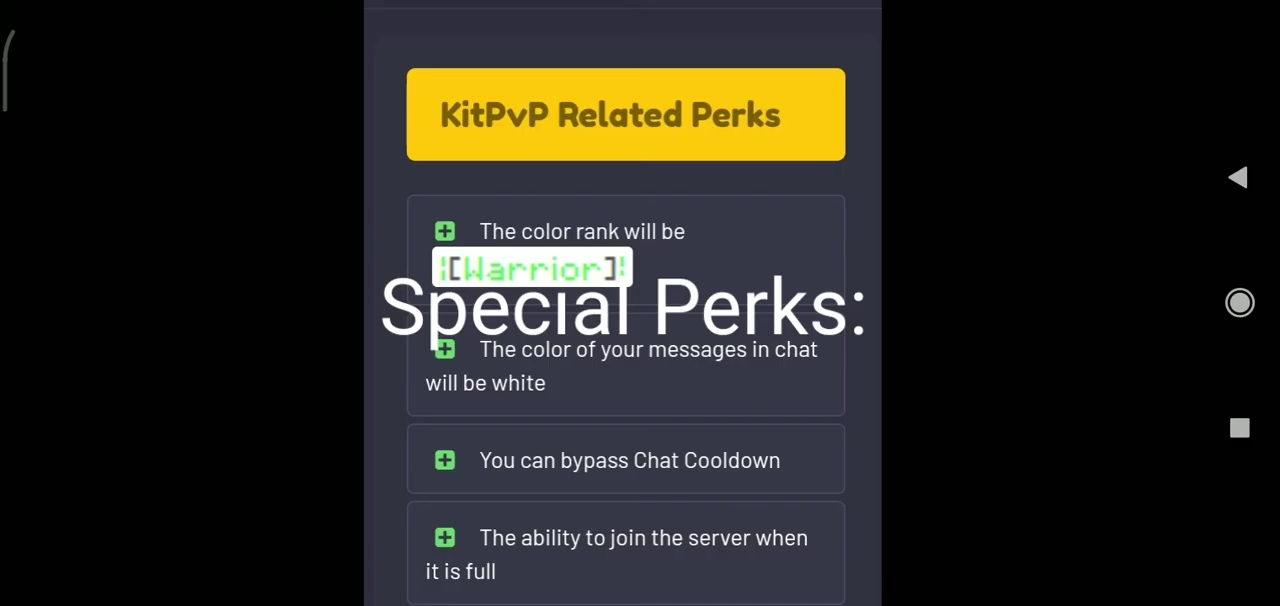 KitPvP Related Perks
The color rank will be
¦[Warrior]¦
Special Perks:
The color of your messages in chat
will be white
You can bypass Chat Cooldown
The ability to join the server when
it is full